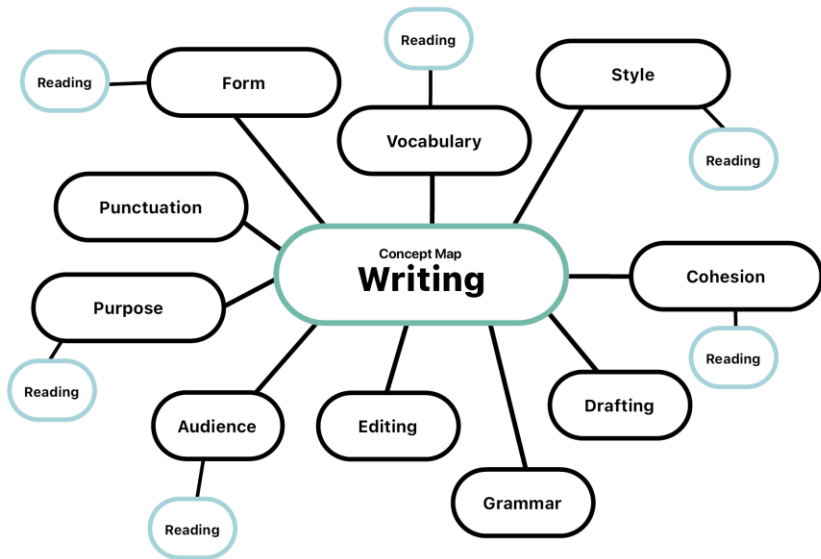 Reading
Form
Reading
Vocabulary
Style
Reading
Punctuation
Concept Map
Writing
Cohesion
Purpose
Reading
Reading
Audience
Editing
Drafting
Reading
Grammar